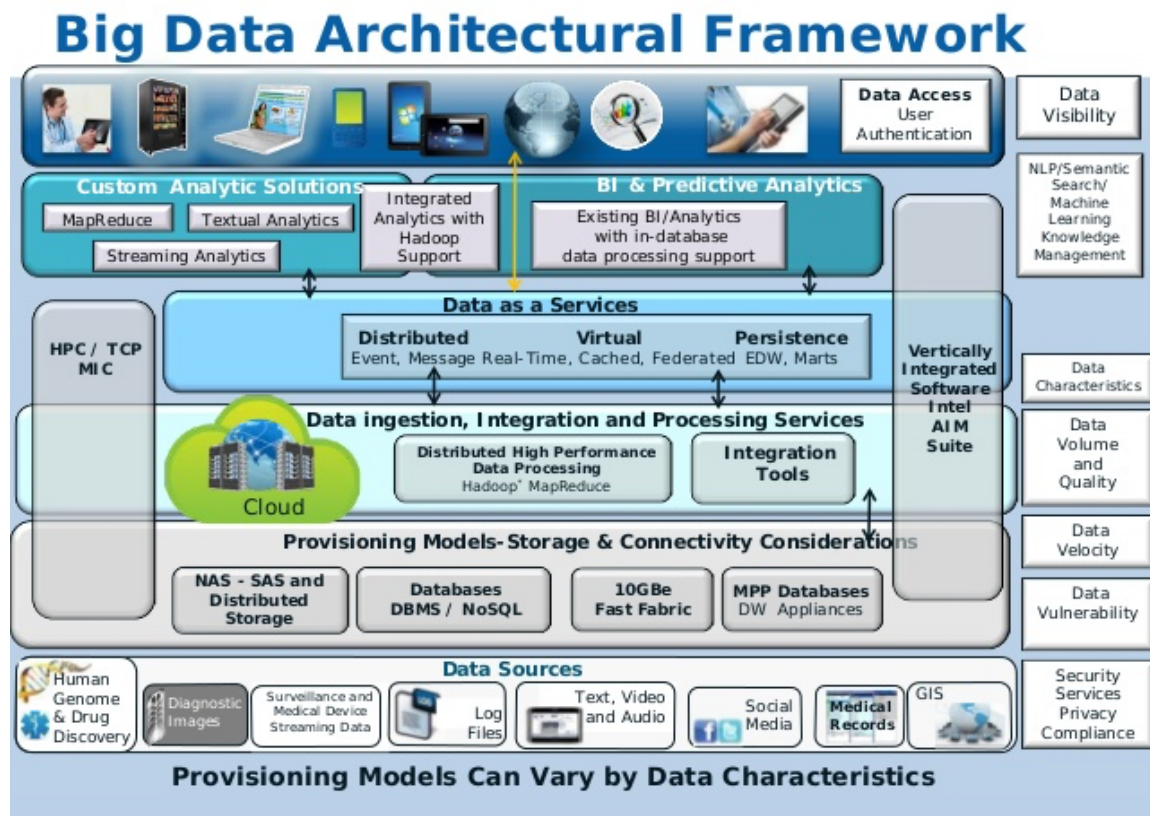 Big Data Architectural Framework
Data Access
User
Authentication
Data
Visibility
Custom Analytic Solutions
MapReduce
Textual Analytics
Streaming Analytics
Integrated
Analytics with
Hadoop
Support
BI & Predictive Analytics
Existing BI/Analytics
with in-database
data processing support
NLP/Semantic
Search/
Machine
Learning
Knowledge
Management
HPC / TCP
MIC
Data as a Services
Distributed
Virtual
Persistence
Event, Message Real-Time, Cached, Federated EDW, Marts
Vertically
Integrated
Software
Intel
AIM
Suite
Data
Characteristics
Data ingestion, Integration and Processing Services
Cloud
Distributed High Performance
Data Processing
Hadoop* MapReduce
Integration
Tools
Data
Volume
and
Quality
Provisioning Models-Storage & Connectivity Considerations
NAS - SAS and
Distributed
Storage
Databases
DBMS / NoSQL
10GBe
Fast Fabric
MPP Databases
DW Appliances
Data
Velocity
Data
Vulnerability
Data Sources
Human
Genome
& Drug
Discovery
Diagnostic
Images
Surveillance and
Medical Device
Streaming Data
Log
Files
Text, Video
and Audio
Social
Media
Medical
Records
GIS
Security
Services
Privacy
Compliance
Provisioning Models Can Vary by Data Characteristics